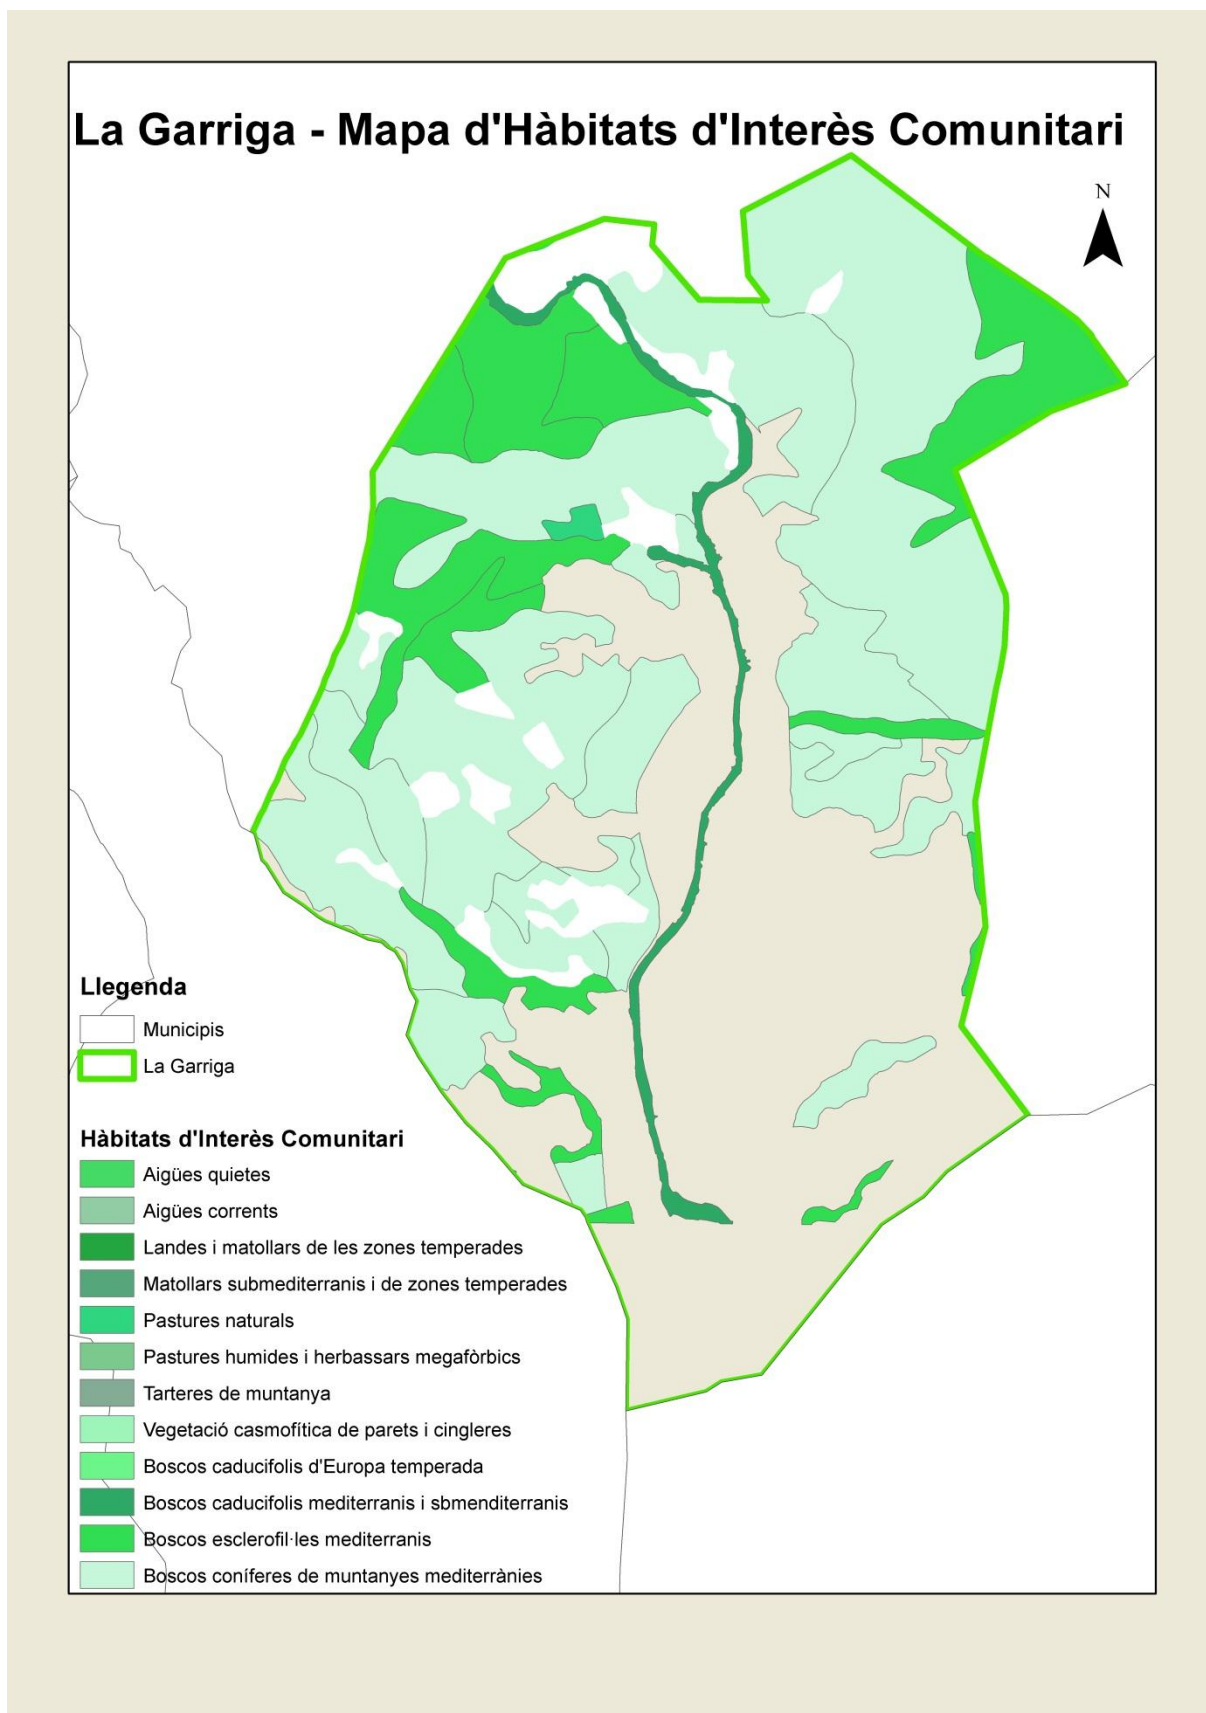 La Garriga - Mapa d'Hàbitats d'Interès Comunitari
N
Llegenda
Municipis
La Garriga
Hàbitats d'Interès Comunitari
Aigües quietes
Aigües corrents
Landes i matollars de les zones temperades
Matollars submediterranis i de zones temperades
Pastures naturals
Pastures humides i herbassars megafòrbics
Tarteres de muntanya
Vegetació casmofítica de parets i cingleres
Boscos caducifolis d'Europa temperada
Boscos caducifolis mediterranis i sbmenditerranis
Boscos esclerofil·les mediterranis
Boscos coníferes de muntanyes mediterrànies